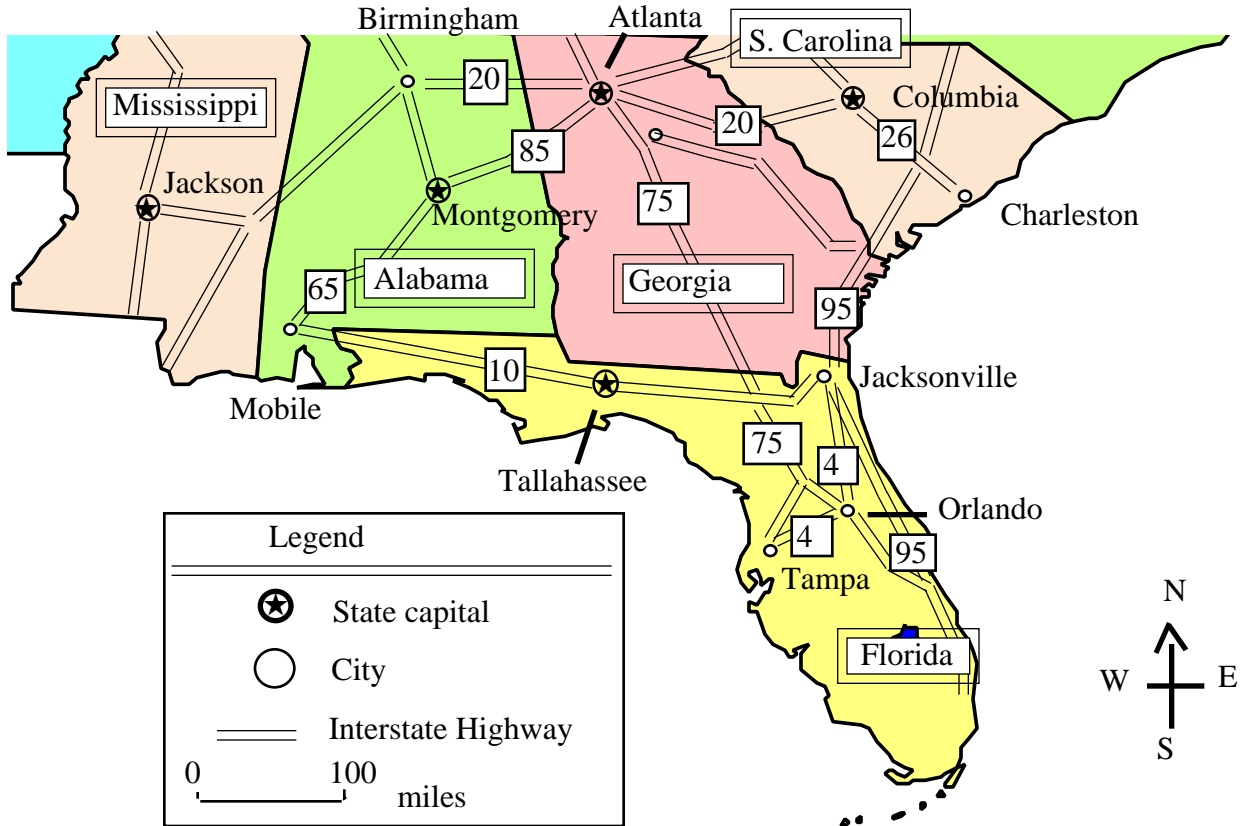 Birmingham
Atlanta
S. Carolina
20
Mississippi
Columbia
20
26
85
Jackson
75
Montgomery
Charleston
65
Alabama
Georgia
95
10
Jacksonville
Mobile
75
4
Tallahassee
Orlando
4
95
Tampa
Legend
State capital
City
Interstate Highway
0
100
miles
Florida
N
W
E
S